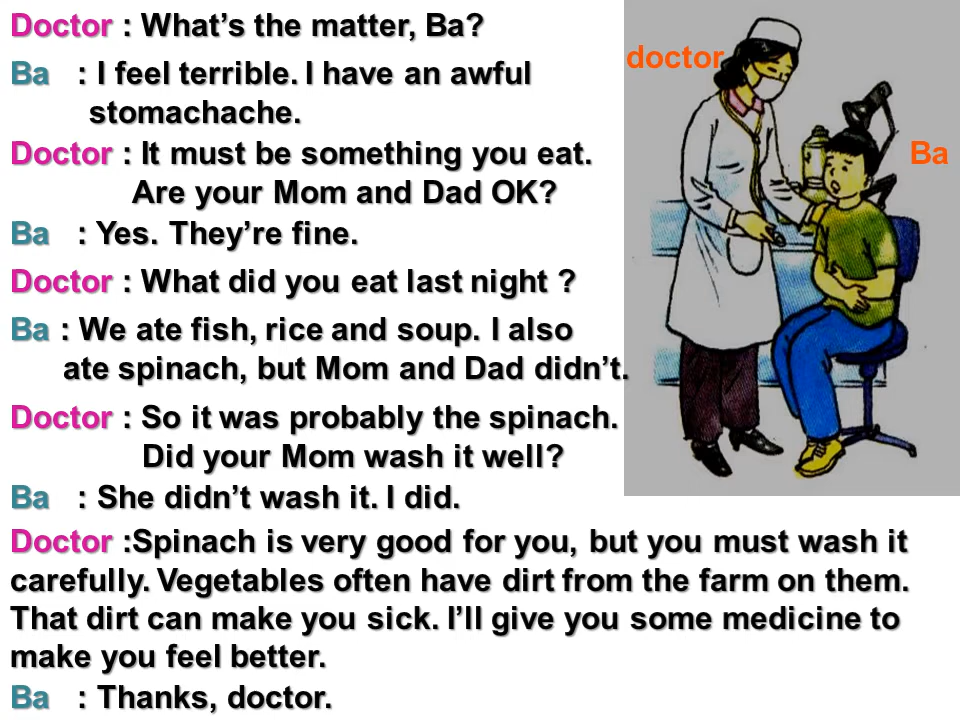 Doctor : What's the matter, Ba?
Ba : I feel terrible. I have an awful
stomachache.
Doctor : It must be something you eat.
Are your Mom and Dad OK?
Ba : Yes. They're fine.
Doctor : What did you eat last night ?
Ba : We ate fish, rice and soup. I also
ate spinach, but Mom and Dad didn't.
Doctor : So it was probably the spinach.
Did your Mom wash it well?
Ba : She didn't wash it. I did.
Doctor :Spinach is very good for you, but you must wash it
carefully. Vegetables often have dirt from the farm on them.
That dirt can make you sick. I'll give you some medicine to
make you feel better.
Ba : Thanks, doctor.
doctor
Ba